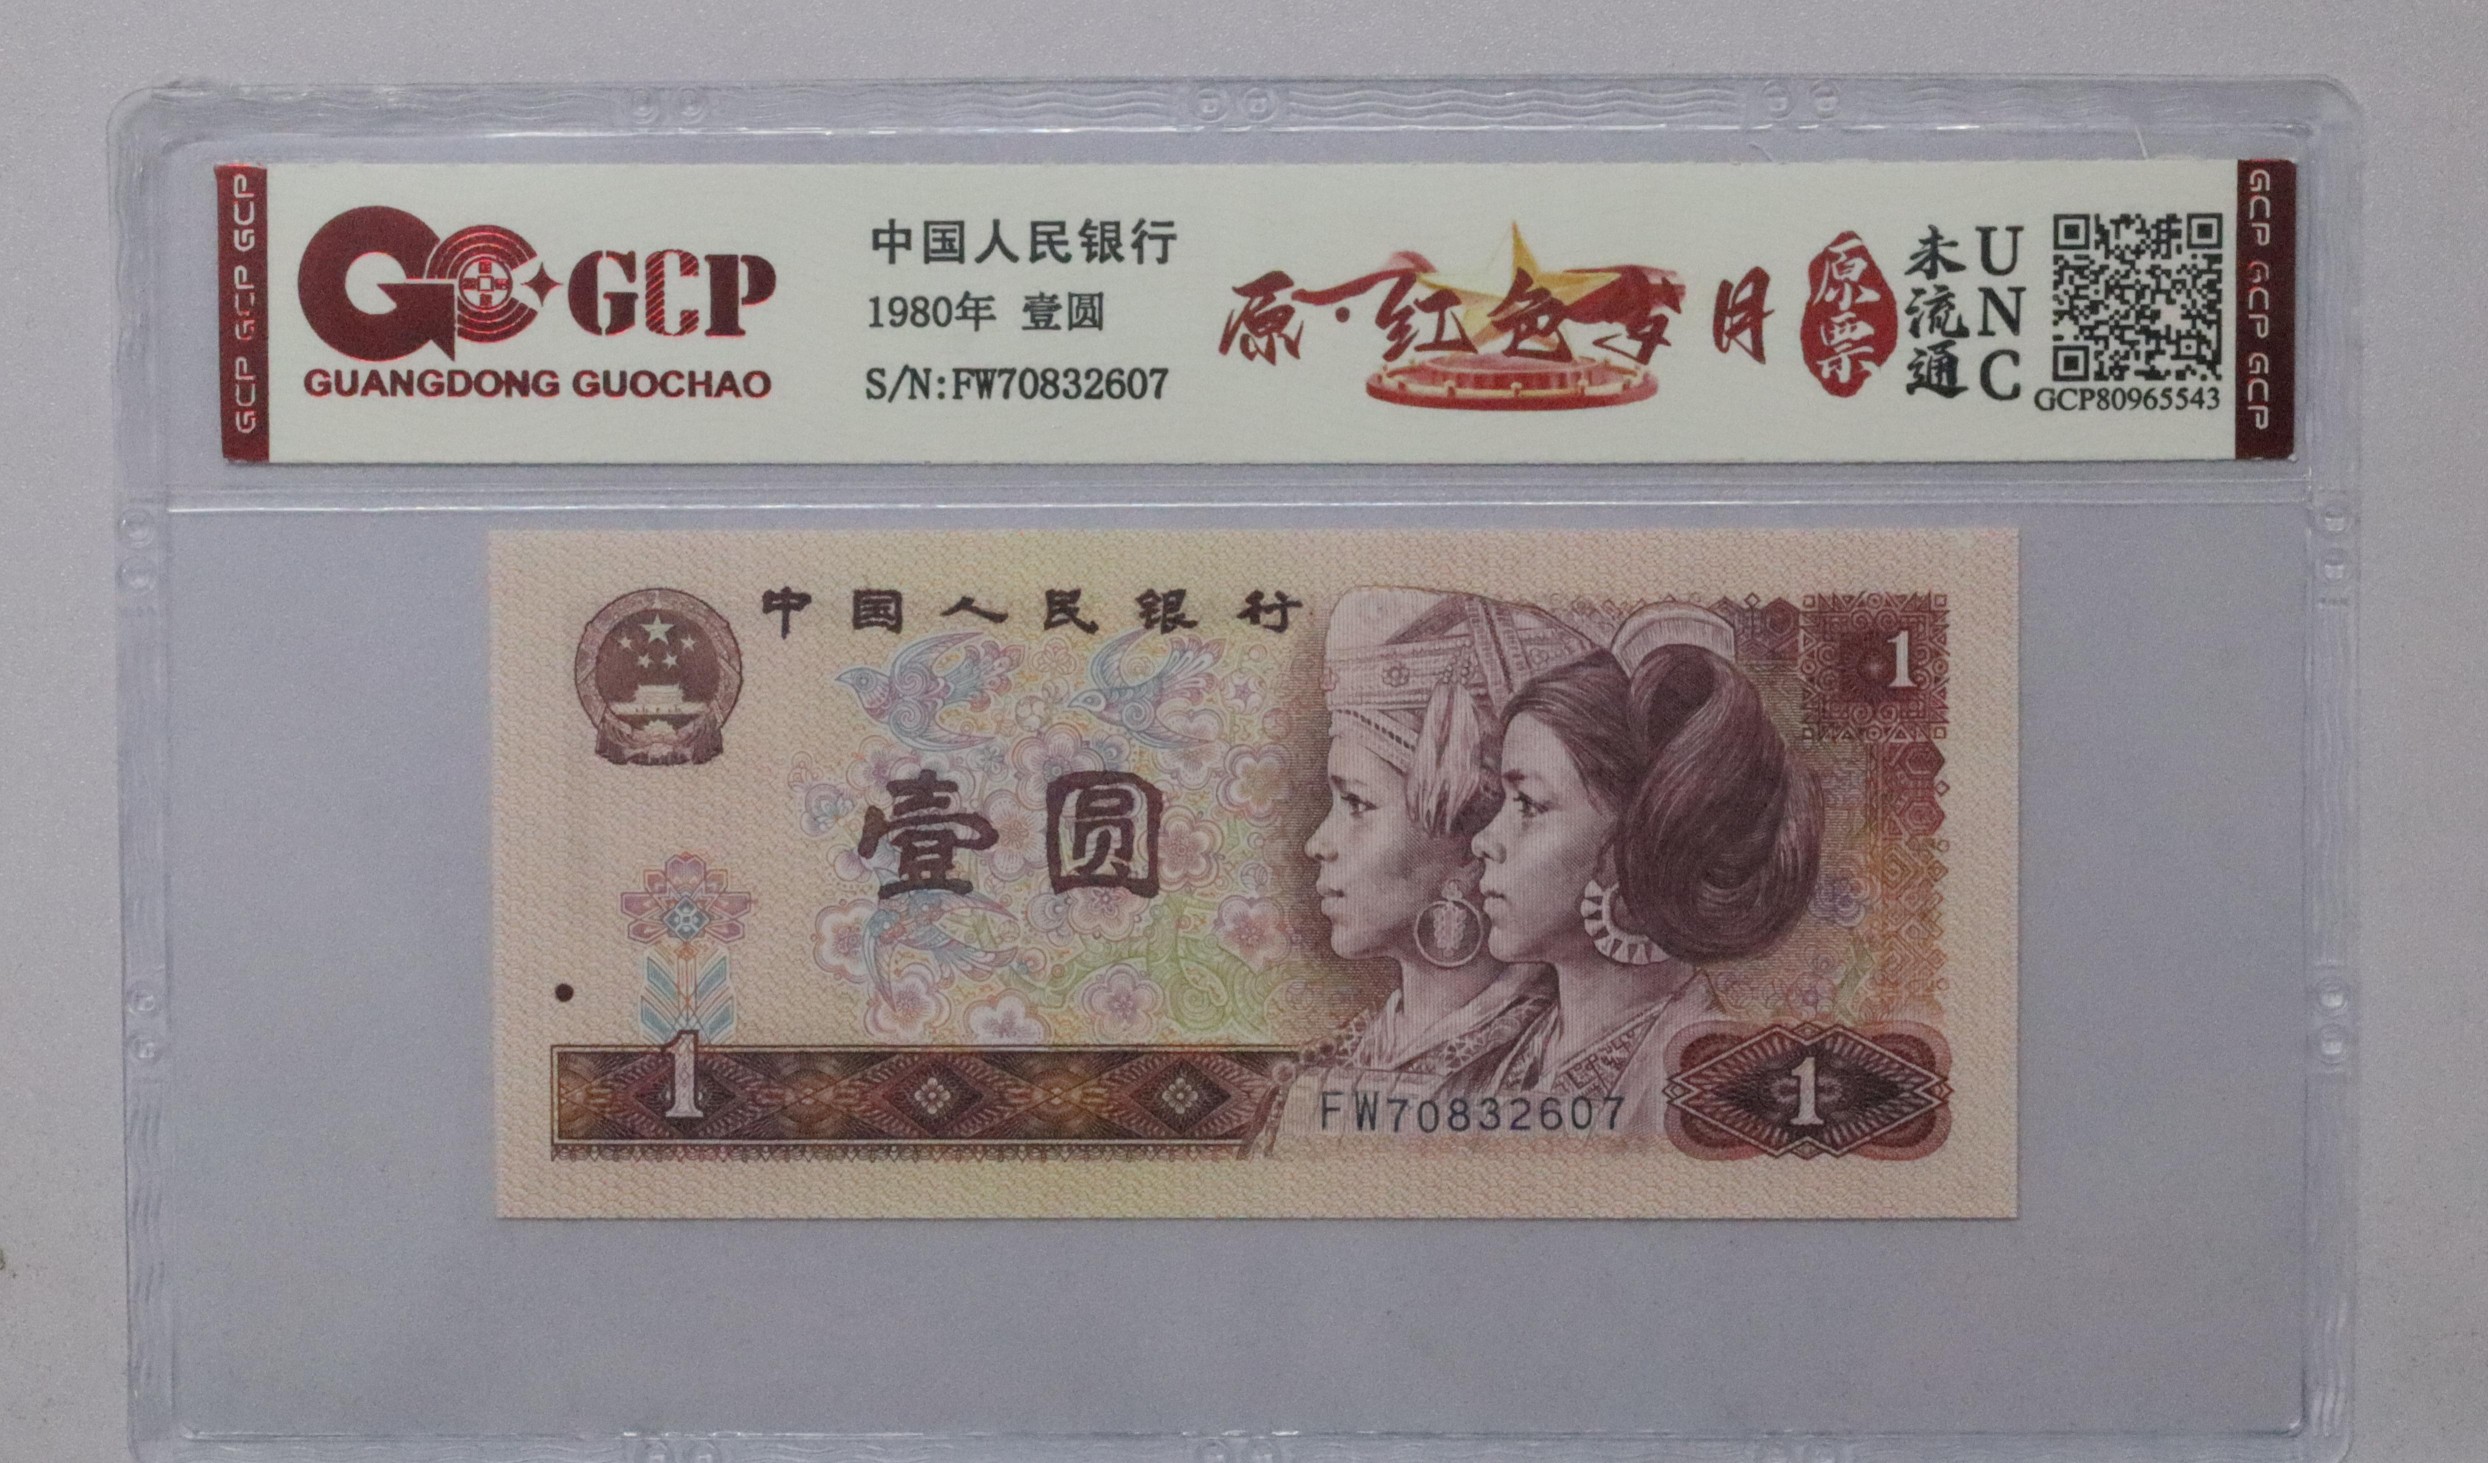 GCP GCP GCP
GCP
GUANGDONG GUOCHAO
中国人民银行
1980年 壹圆
S/N:FW70832607
原·红色岁月
原票
未流通
UNC
GCP80965543
GCP GCP GCP
中国人民银行
1
壹圆
1
FW70832607
1